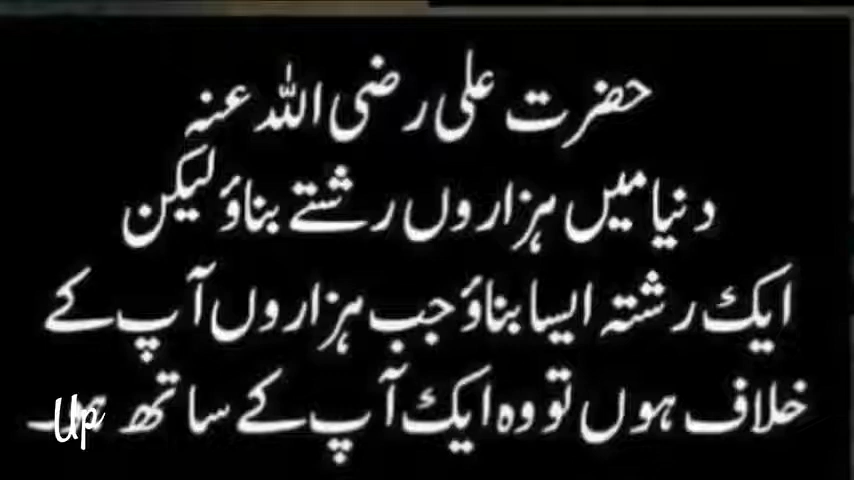 حضرت علی رضی اللہ عنہ
دنیا میں ہزاروں رشتے بناؤ لیکن
ایک رشتہ ایسا بناؤ جب ہزاروں آپ کے
خلاف ہوں تو وہ ایک آپ کے ساتھ ہو۔
Up